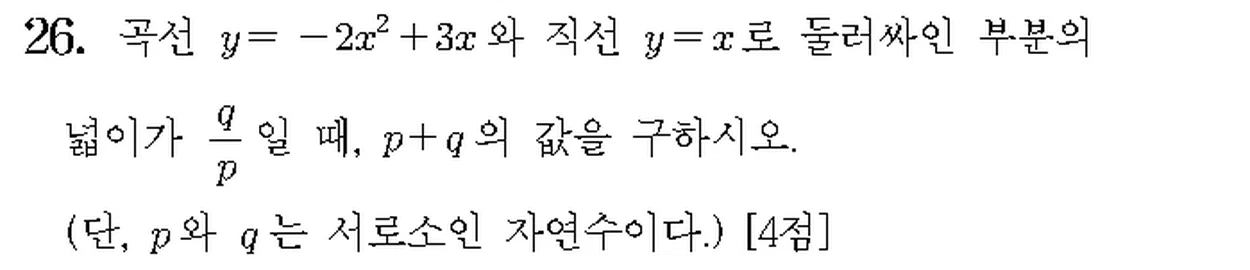 26. 곡선 y = -2x² + 3x 와 직선 y = x 로 둘러싸인 부분의
넓이가 q/p 일 때, p+q 의 값을 구하시오.
(단, p와 q는 서로소인 자연수이다.) [4점]